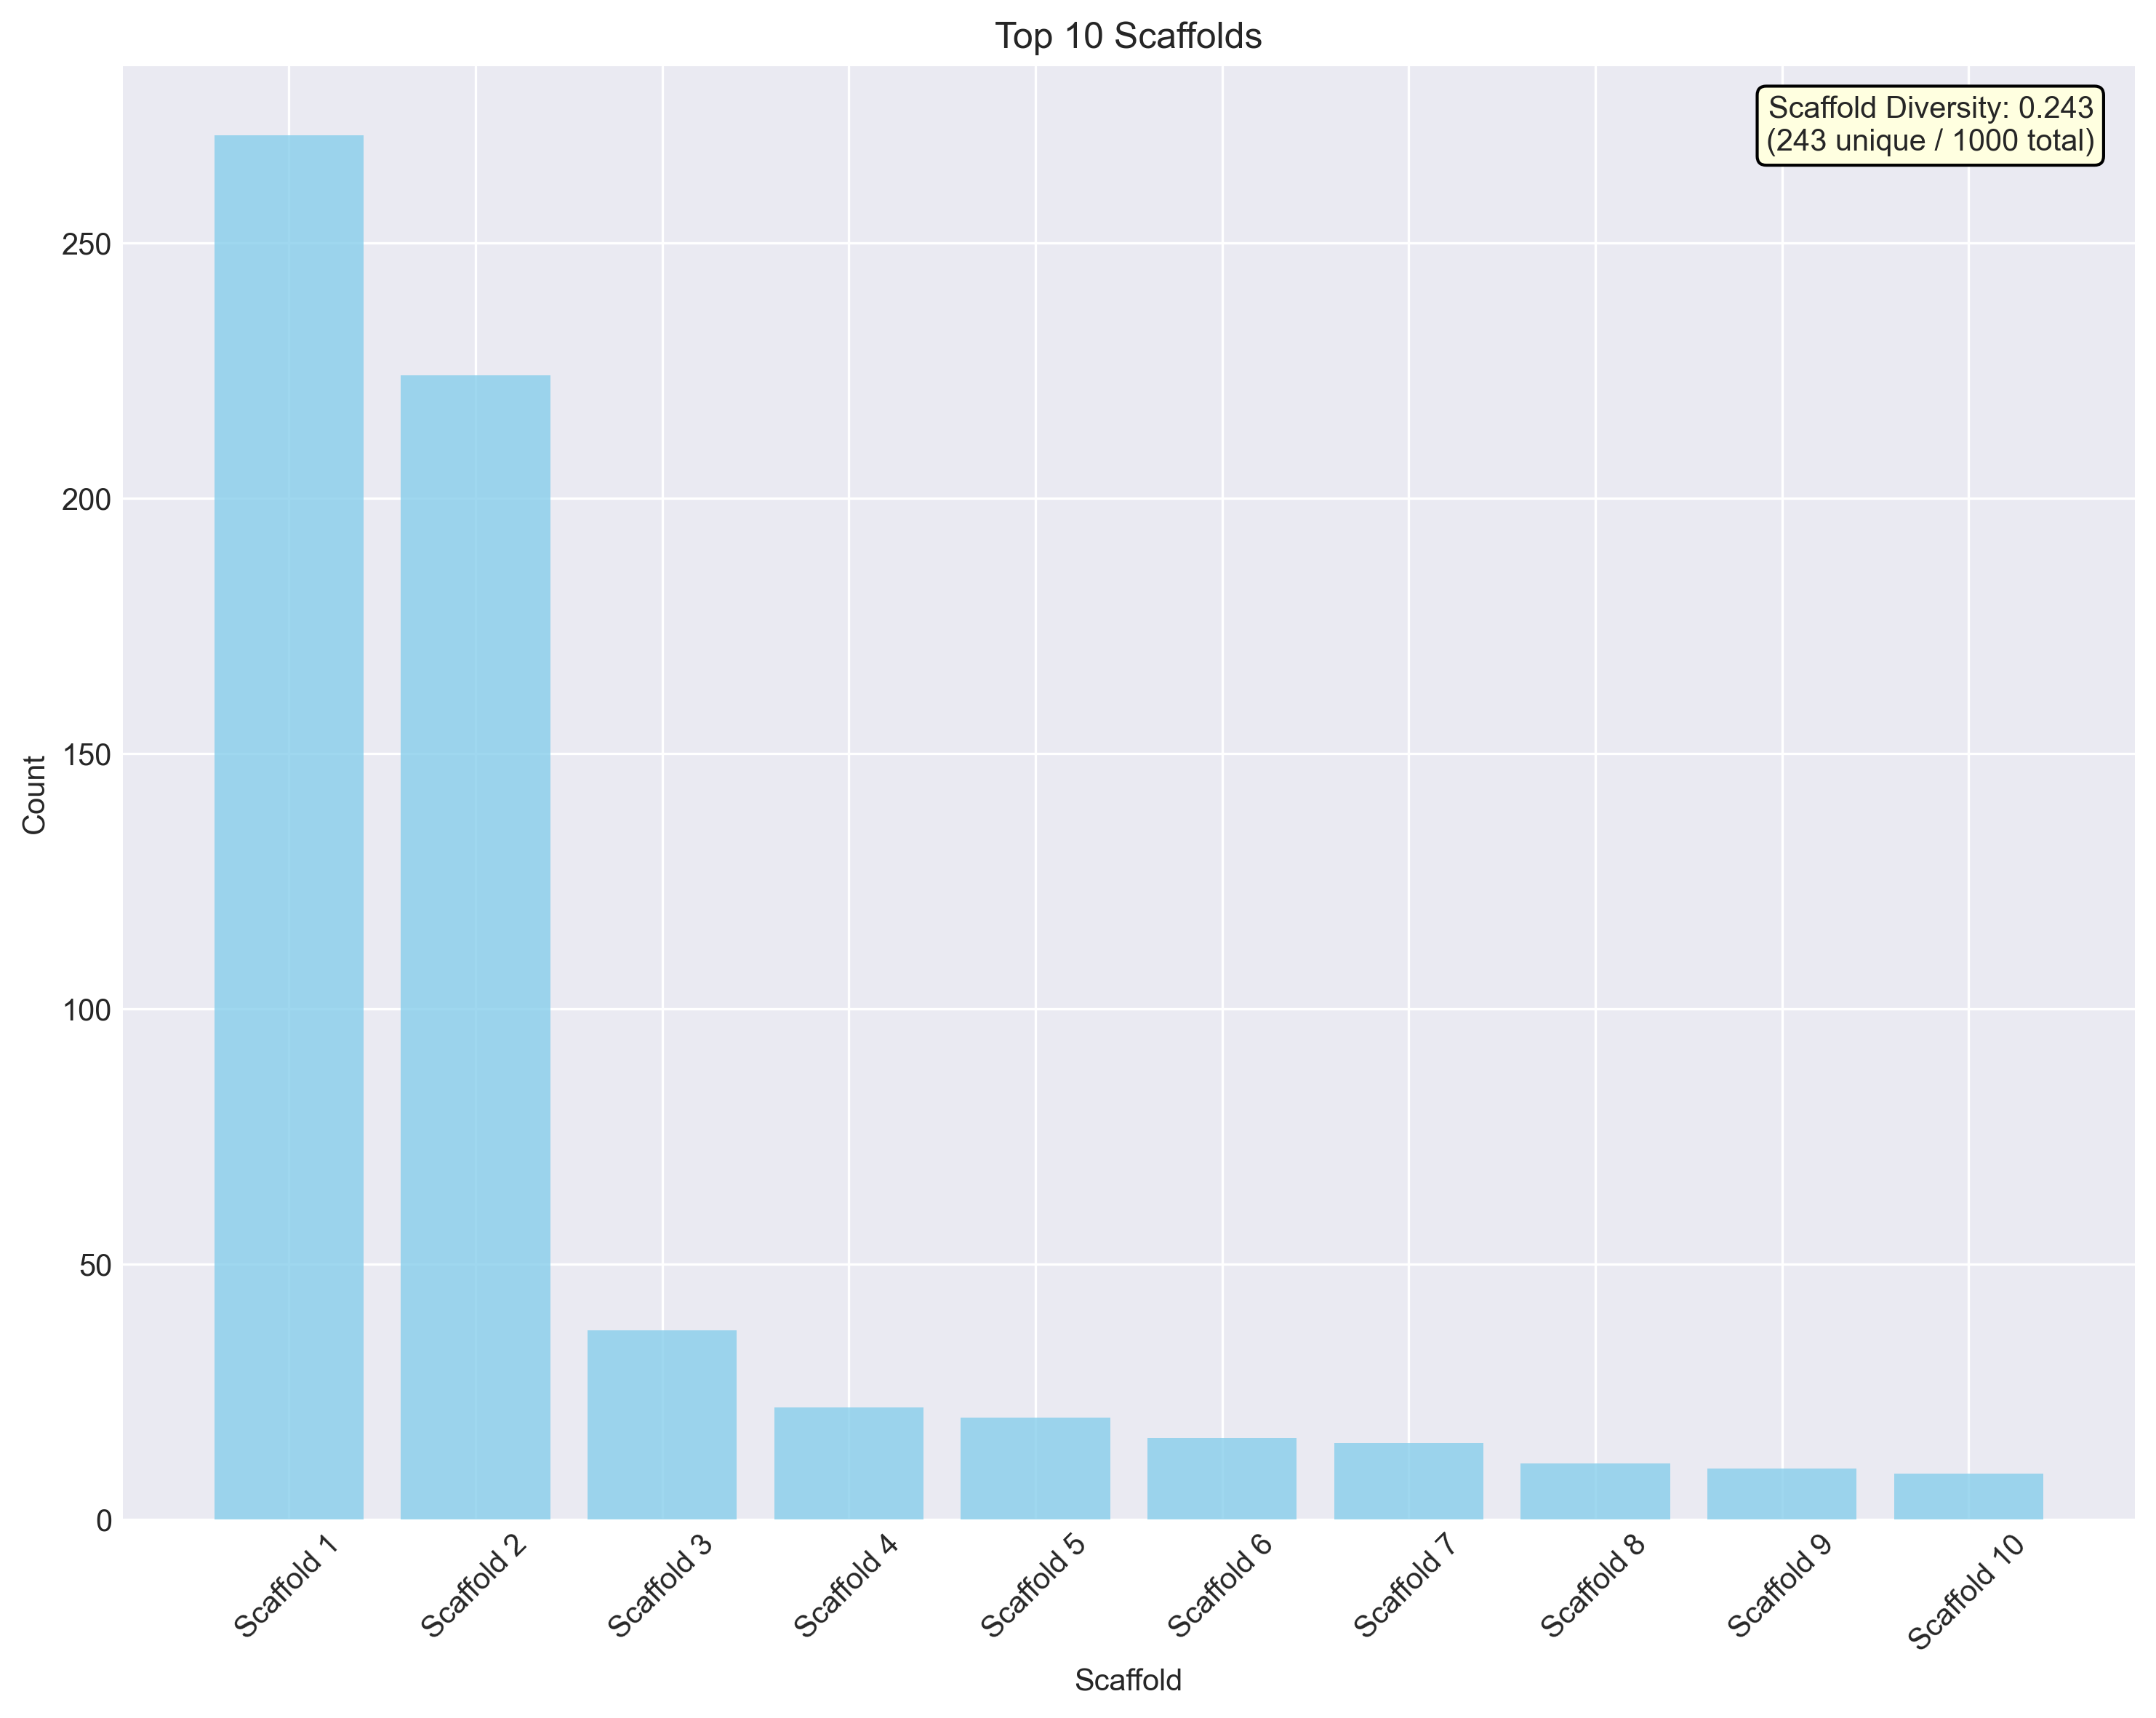 Top 10 Scaffolds
Scaffold Diversity: 0.243
(243 unique / 1000 total)
Count
250
200
150
100
50
0
Scaffold 1
Scaffold 2
Scaffold 3
Scaffold 4
Scaffold 5
Scaffold 6
Scaffold 7
Scaffold 8
Scaffold 9
Scaffold 10
Scaffold